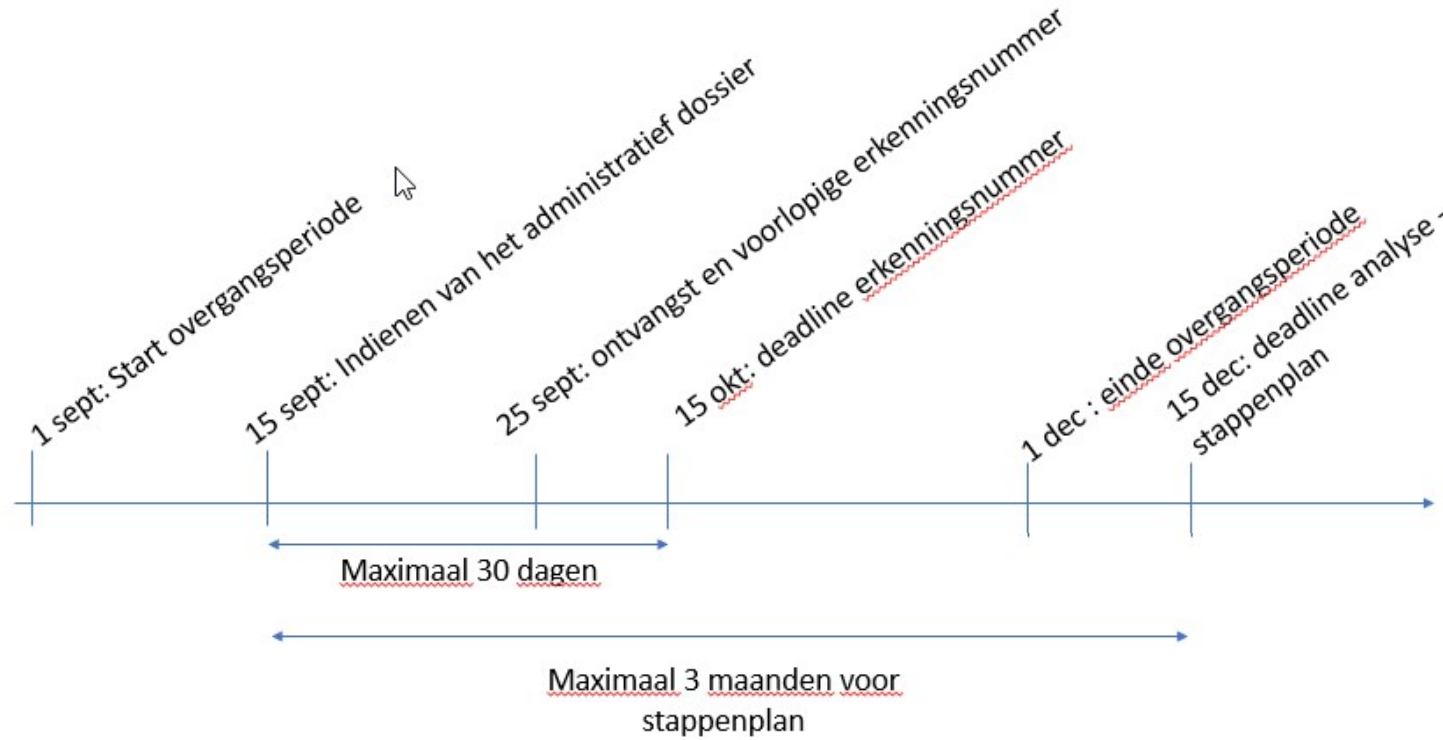 1 sept: Start overgangsperiode
15 sept: Indienen van het administratief dossier
25 sept: ontvangst en voorlopige erkenningsnummer
15 okt: deadline erkenningsnummer
1 dec : einde overgangsperiode
15 dec: deadline analyse -
stappenplan
Maximaal 30 dagen
Maximaal 3 maanden voor
stappenplan